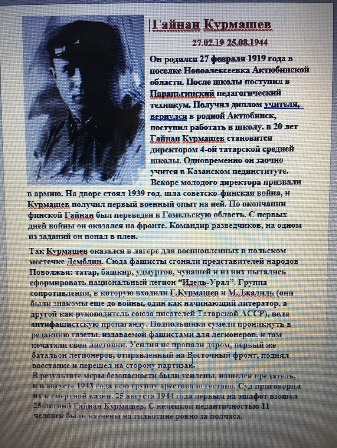 Гайнан Курмашев
27.02.19 25.08.1944
Он родился 27 февраля 1919 года в
поселке Новоалексеевка Актюбинской
области. После школы поступил в
Параньгинский педагогический
техникум. Получил диплом учителя,
вернулся в родной Актюбинск,
поступил работать в школу. в 20 лет
Гайнан Курмашев становится
директором 4-ой татарской средней
школы. Одновременно он заочно
учится в Казанском пединституте.
Вскоре молодого директора призвали
в армию. На дворе стоял 1939 год, шла советско-финская война, и
Курмашев получил первый военный опыт на ней. По окончании
финской Гайнан был переведен в Гомельскую область. С первых
дней войны он оказался на фронте. Командир разведчиков, на одном
из заданий он попал в плен.
Так Курмашев оказался в лагере для военнопленных в польском
местечке Демблин. Сюда фашисты сгоняли представителей народов
Поволжья: татар, башкир, удмуртов, чувашей и из них пытались
сформировать национальный легион "Идель-Урал". Группа
сопротивления, в которую входили Г.Курмашев и М.Джалиль (они
были знакомы еще до войны, один как начинающий литератор, а
другой как руководитель союза писателей Татарской АССР), вела
антифашистскую пропаганду. Подпольщики сумели проникнуть в
редакцию газеты, издаваемой фашистами для легионеров, и там
печатали свои листовки. Усилия не пропали даром, первый же
батальон легионеров, отправленный на Восточный фронт, поднял
восстание и перешел на сторону партизан.
В результате меры безопасности были усилены, нашелся предатель,
и в августе 1943 года всю группу арестовало гестапо. Суд приговорил
их к смертной казни. 25 августа 1944 года первым на эшафот взошел
25-летний Гайнан Курмашев. С немецкой педантичностью 11
человек были казнены на гильотине ровно за полчаса.